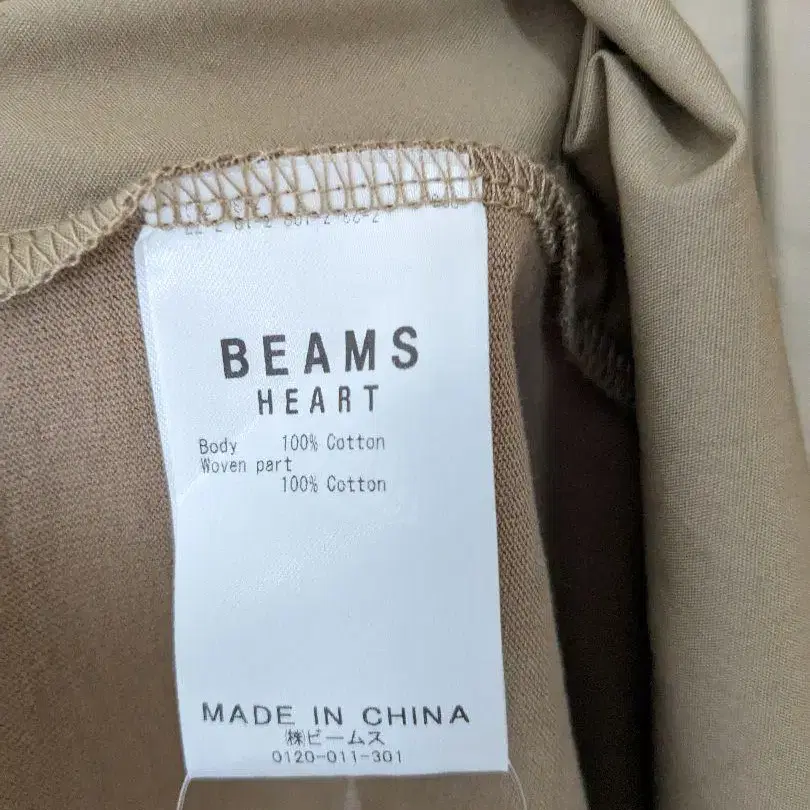 BEAMS
HEART
Body 100% Cotton
Woven part
100% Cotton
MADE IN CHINA
㈱ビームス
0120-011-301